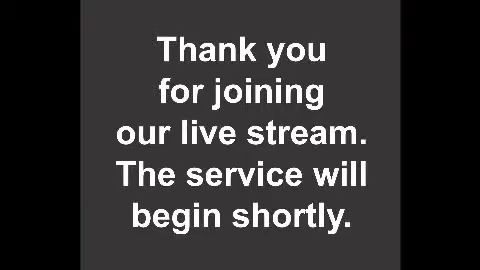 Thank you
for joining
our live stream.
The service will
begin shortly.